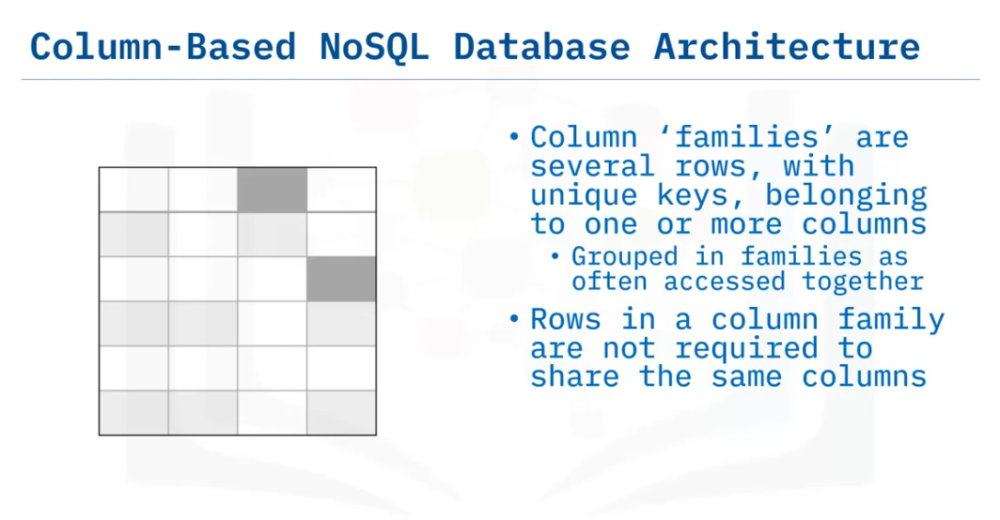 Column-Based NoSQL Database Architecture
• Column ‘families’ are
several rows, with
unique keys, belonging
to one or more columns
• Grouped in families as
often accessed together
• Rows in a column family
are not required to
share the same columns